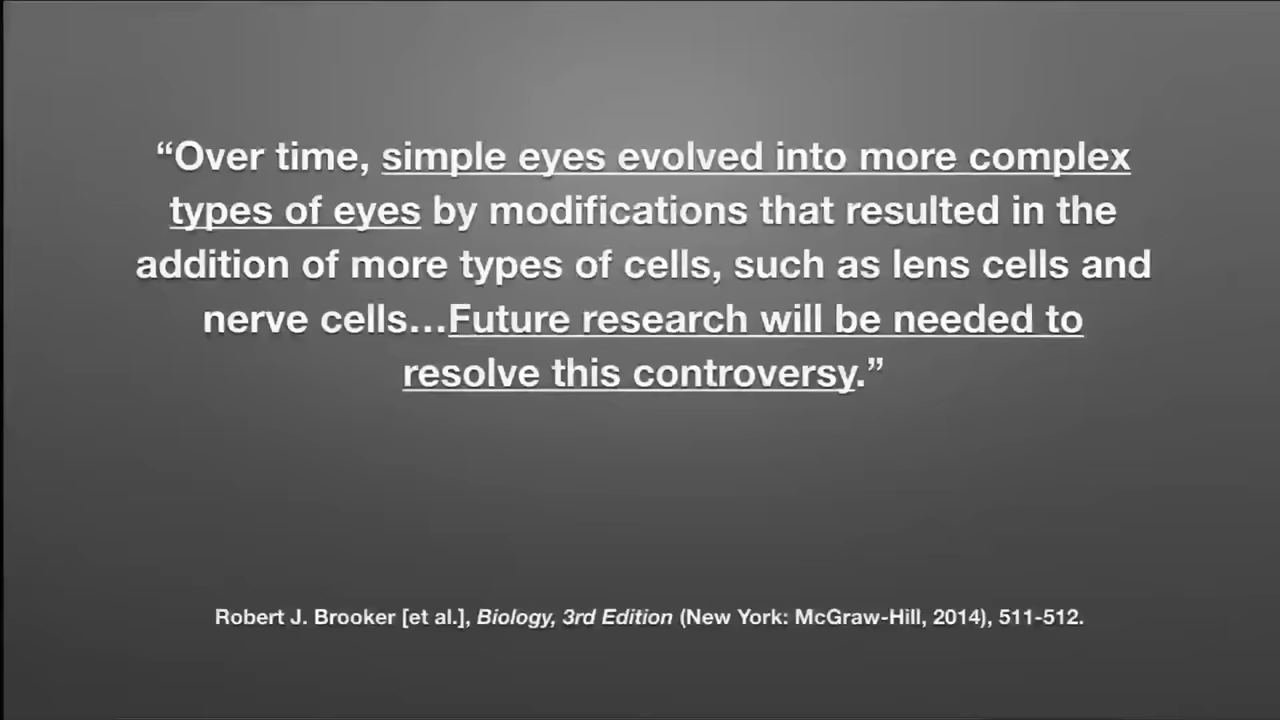 “Over time, simple eyes evolved into more complex
types of eyes by modifications that resulted in the
addition of more types of cells, such as lens cells and
nerve cells…Future research will be needed to
resolve this controversy.”
Robert J. Brooker [et al.], Biology, 3rd Edition (New York: McGraw-Hill, 2014), 511-512.